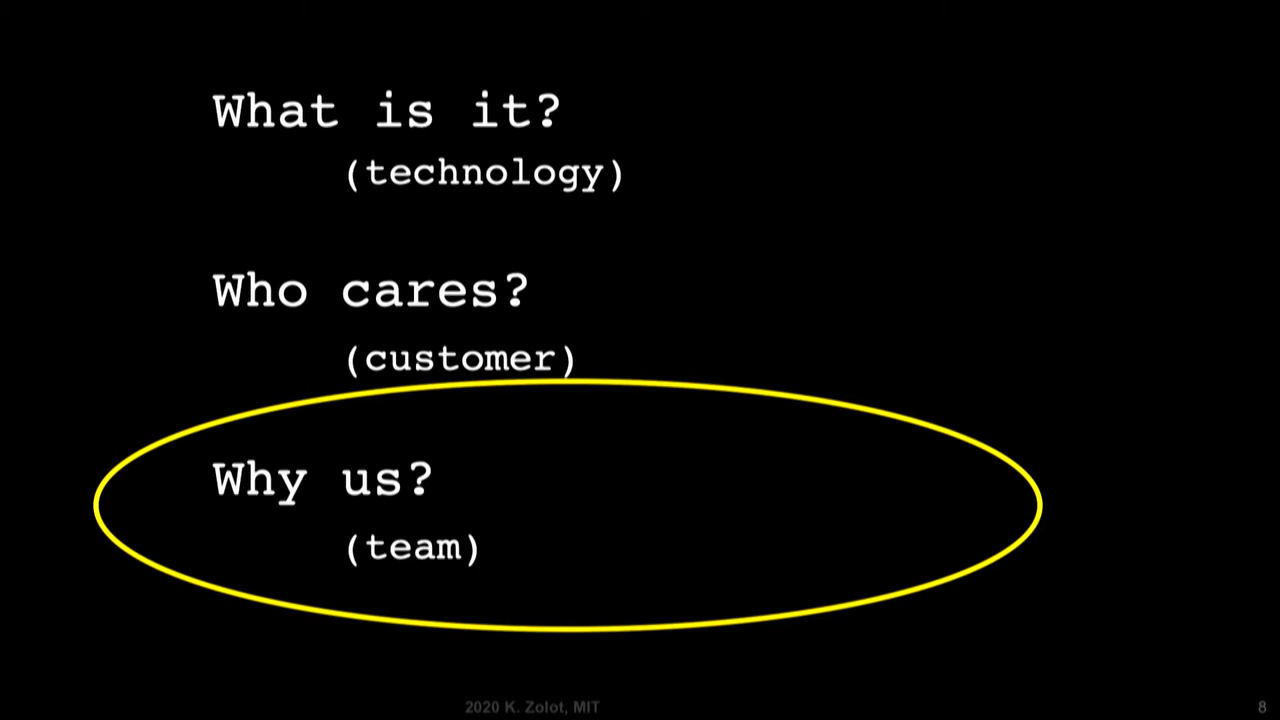 What is it?
(technology)
Who cares?
(customer)
Why us?
(team)
2020 K. Zolot, MIT
8